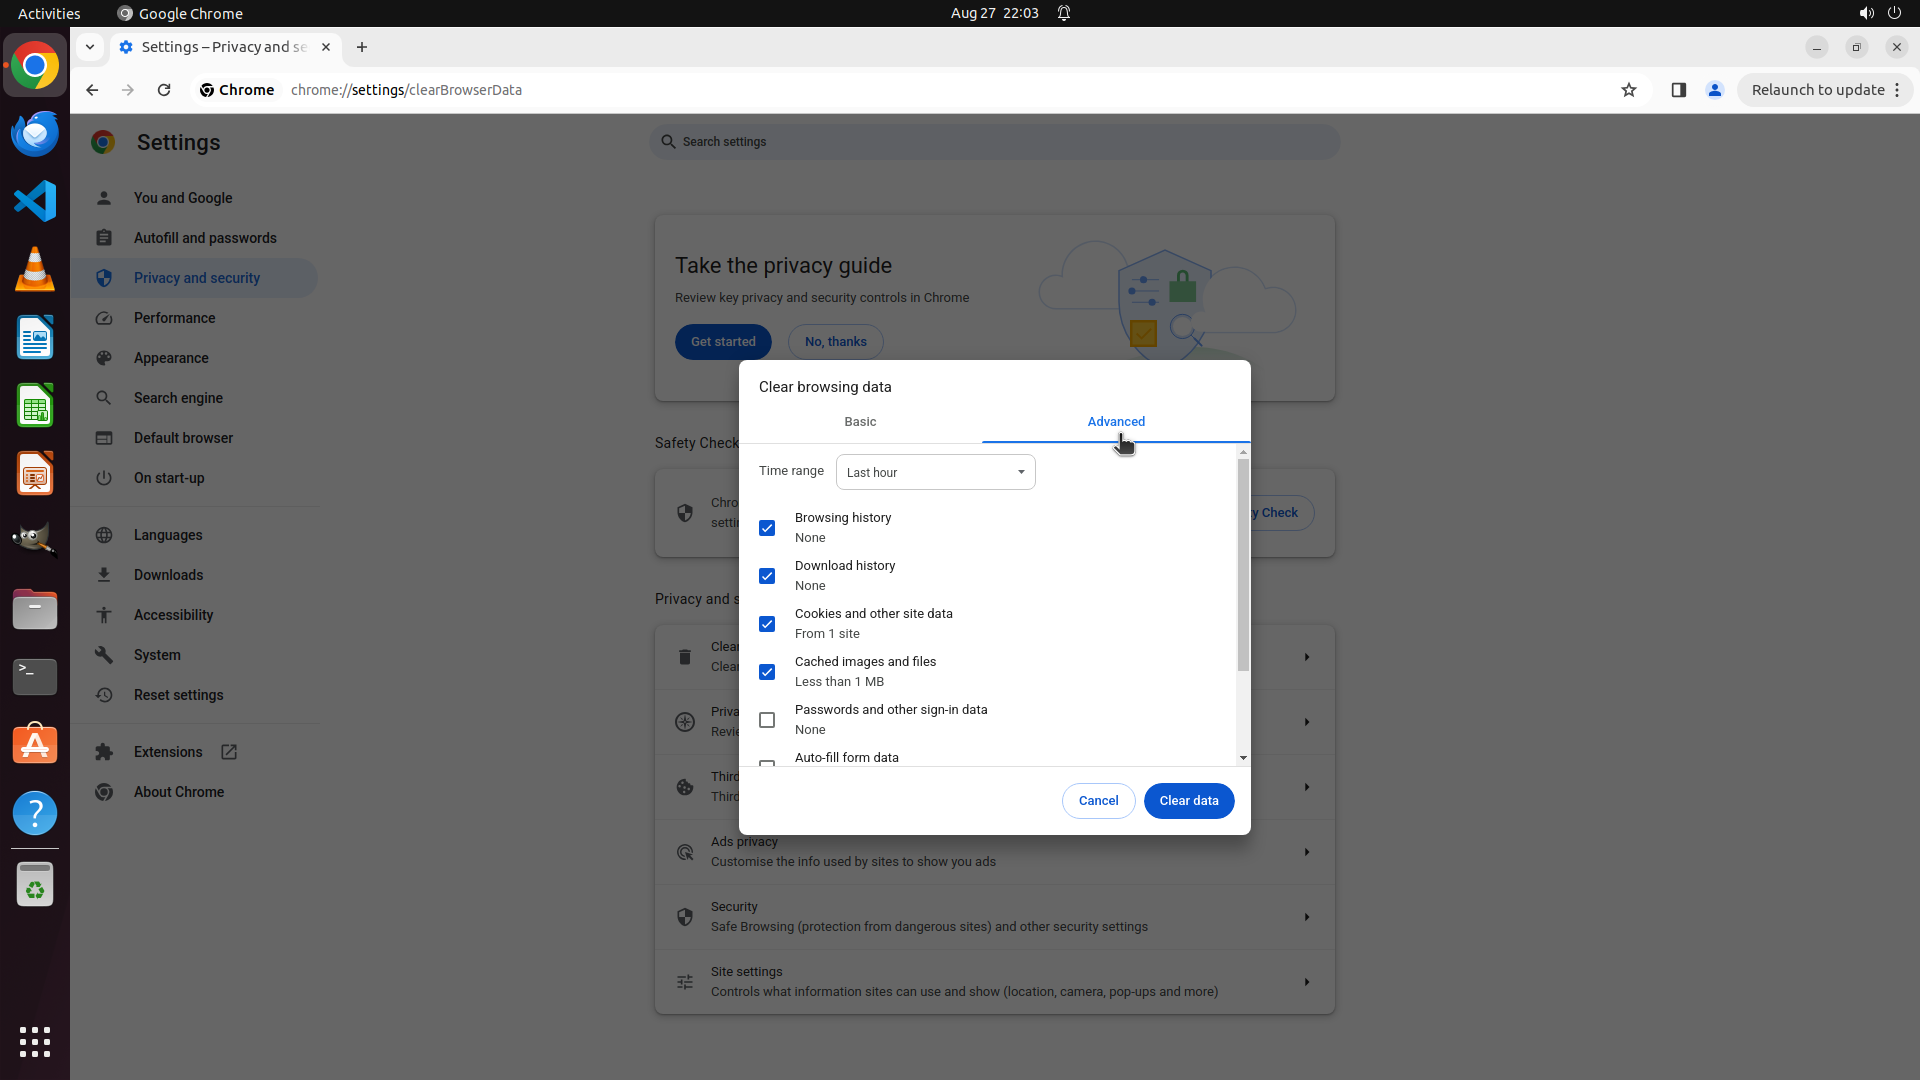 Activities
Google Chrome
Aug 27 22:03
Settings – Privacy and se
Chrome
chrome://settings/clearBrowserData
Relaunch to update
Settings
Search settings
You and Google
Autofill and passwords
Privacy and security
Performance
Appearance
Search engine
Default browser
On start-up
Languages
Downloads
Accessibility
System
Reset settings
Extensions
About Chrome
Take the privacy guide
Review key privacy and security controls in Chrome
Get started
No, thanks
Safety Check
Chro
settin
y Check
Privacy and s
Clear
Clear
Priva
Revie
Third
Third
Ads privacy
Customise the info used by sites to show you ads
Security
Safe Browsing (protection from dangerous sites) and other security settings
Site settings
Controls what information sites can use and show (location, camera, pop-ups and more)
Clear browsing data
Basic
Advanced
Time range
Last hour
Browsing history
None
Download history
None
Cookies and other site data
From 1 site
Cached images and files
Less than 1 MB
Passwords and other sign-in data
None
Auto-fill form data
Cancel
Clear data